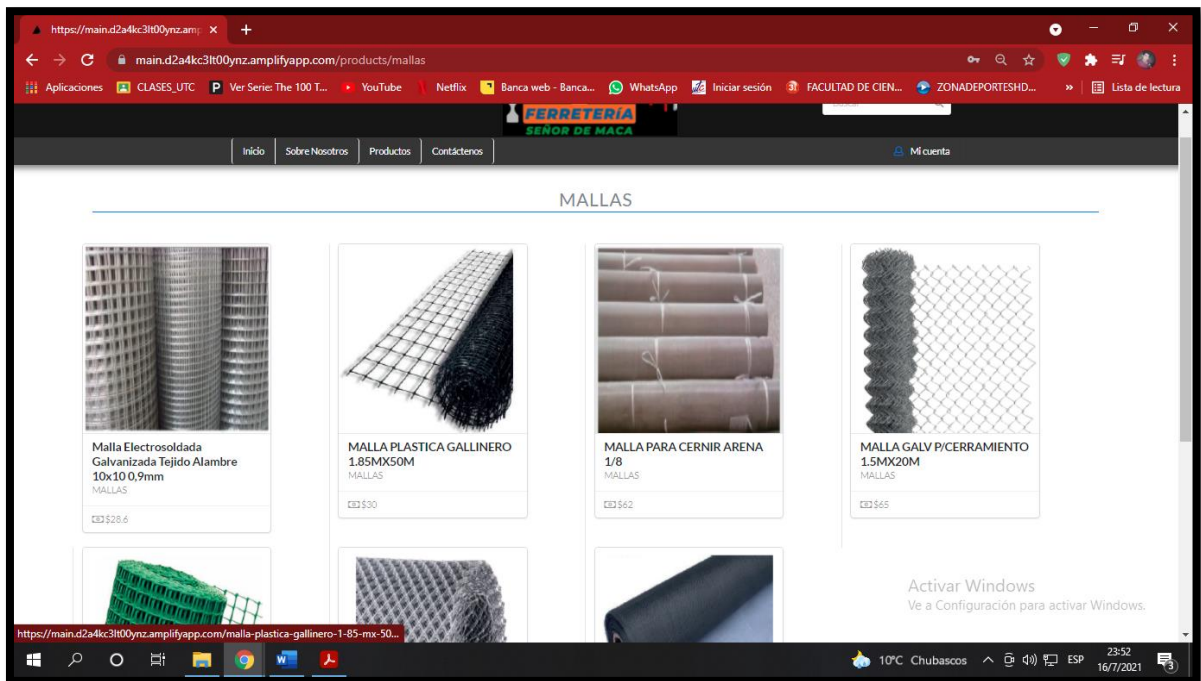 https://main.d2a4kc3lt00ynz.amp
main.d2a4kc3lt00ynz.amplifyapp.com/products/mallas
Aplicaciones CLASES_UTC Ver Serie: The 100 T... YouTube Netflix Banca web - Banca... WhatsApp Iniciar sesión FACULTAD DE CIEN... ZONADEPORTESHD... » Lista de lectura
FERRETERÍA
SEÑOR DE MACA
Inicio Sobre Nosotros Productos Contáctenos Mi cuenta
MALLAS
Malla Electrosoldada
Galvanizada Tejido Alambre
10x10 0,9mm
MALLAS
$28.6
MALLA PLASTICA GALLINERO
1.85MX50M
MALLAS
$30
MALLA PARA CERNIR ARENA
1/8
MALLAS
$62
MALLA GALV P/CERRAMIENTO
1.5MX20M
MALLAS
$65
Activar Windows
Ve a Configuración para activar Windows.
https://main.d2a4kc3lt00ynz.amplifyapp.com/malla-plastica-gallinero-1-85-mx-50...
10°C Chubascos ESP
23:52
16/7/2021
3